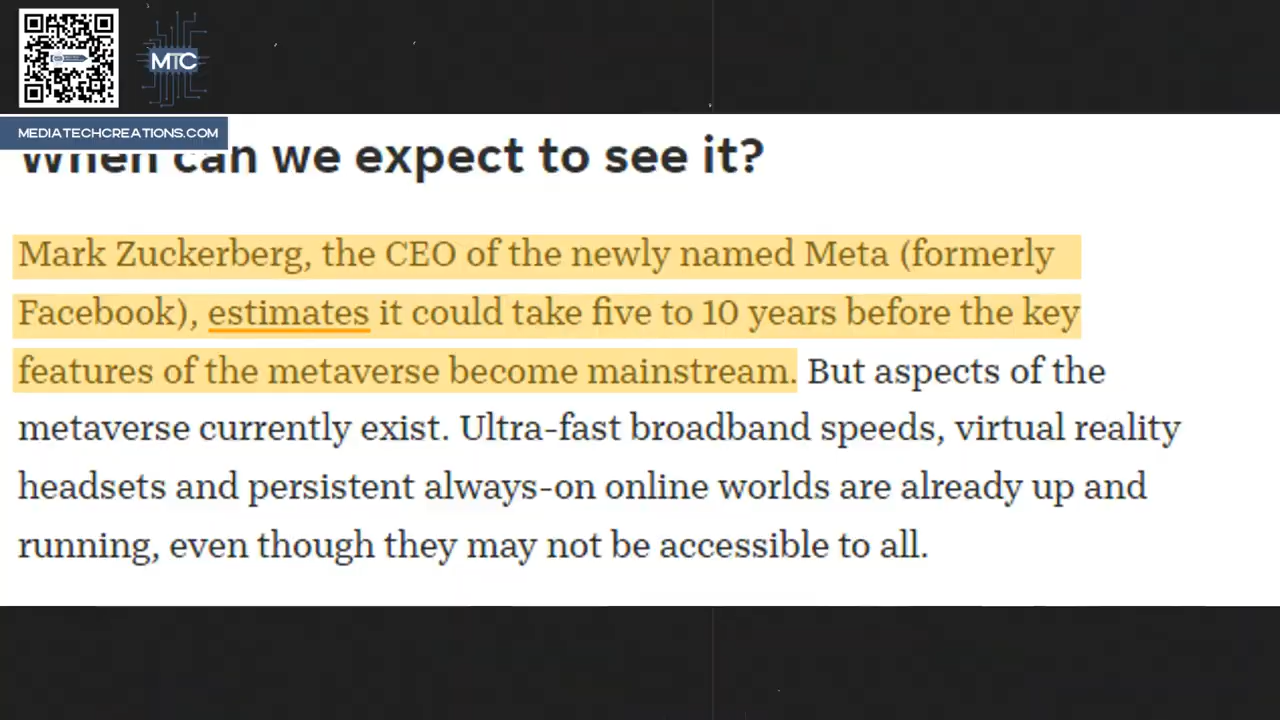 MTC
MEDIATECHCREATIONS.COM
When can we expect to see it?
Mark Zuckerberg, the CEO of the newly named Meta (formerly
Facebook), estimates it could take five to 10 years before the key
features of the metaverse become mainstream. But aspects of the
metaverse currently exist. Ultra-fast broadband speeds, virtual reality
headsets and persistent always-on online worlds are already up and
running, even though they may not be accessible to all.